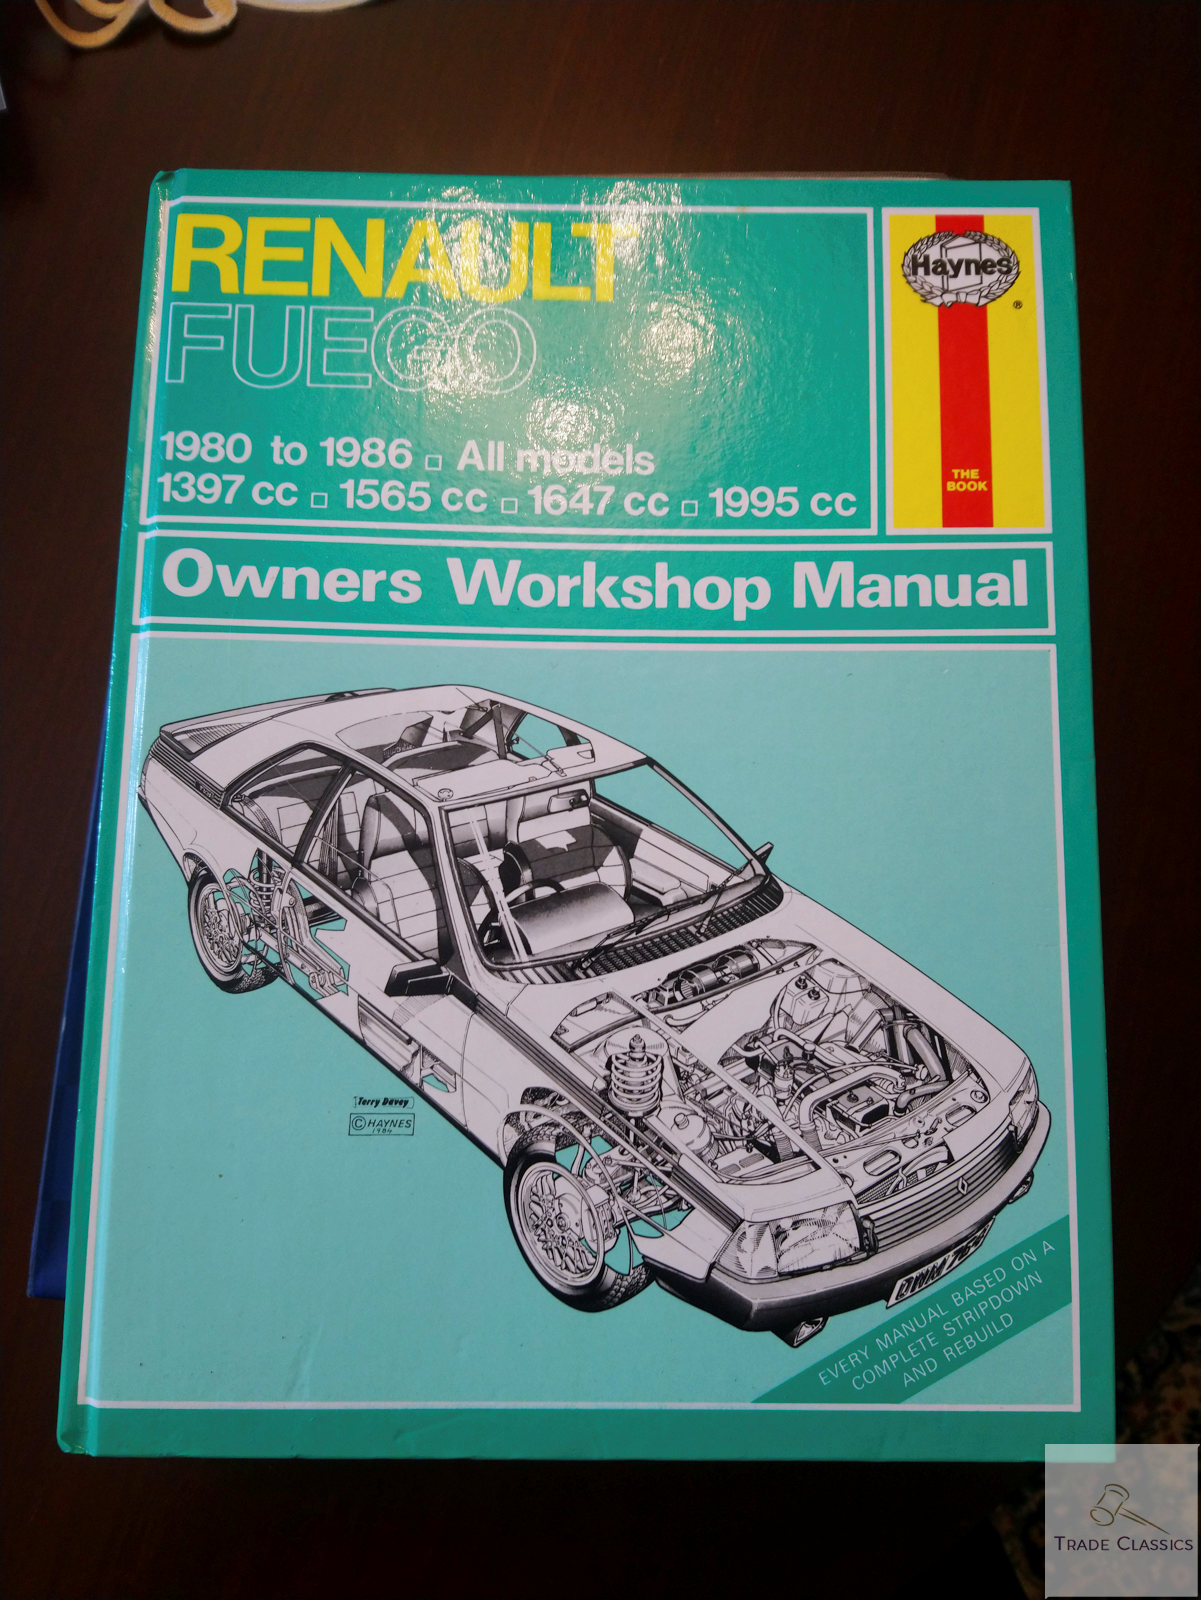 RENAULT
FUEGO
1980 to 1986 □ All models
1397 cc □ 1565 cc □ 1647 cc □ 1995 cc
Haynes
®
THE
BOOK
Owners Workshop Manual
Terry Davey
© HAYNES
1984
EVERY MANUAL BASED ON A
COMPLETE STRIPDOWN
AND REBUILD
TRADE CLASSICS